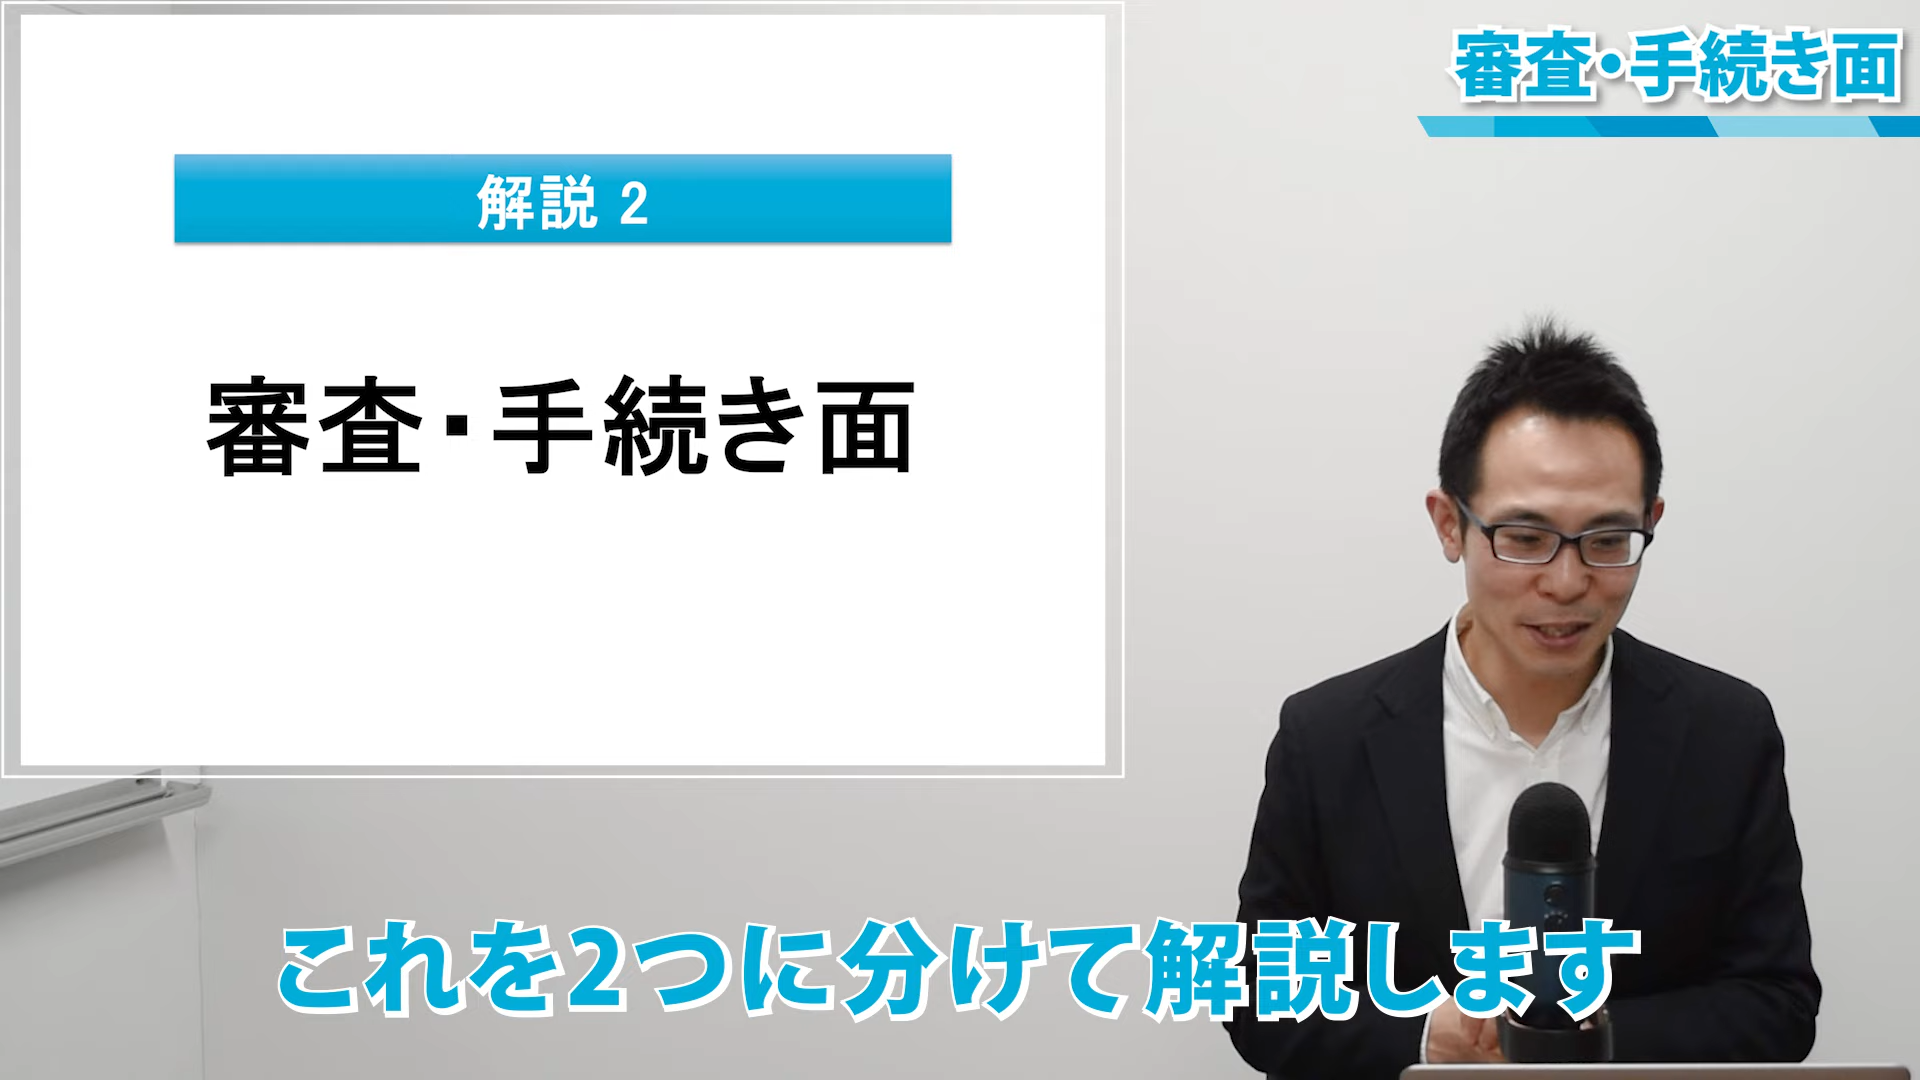 審査・手続き面
解説 2
審査・手続き面
これを2つに分けて解説します